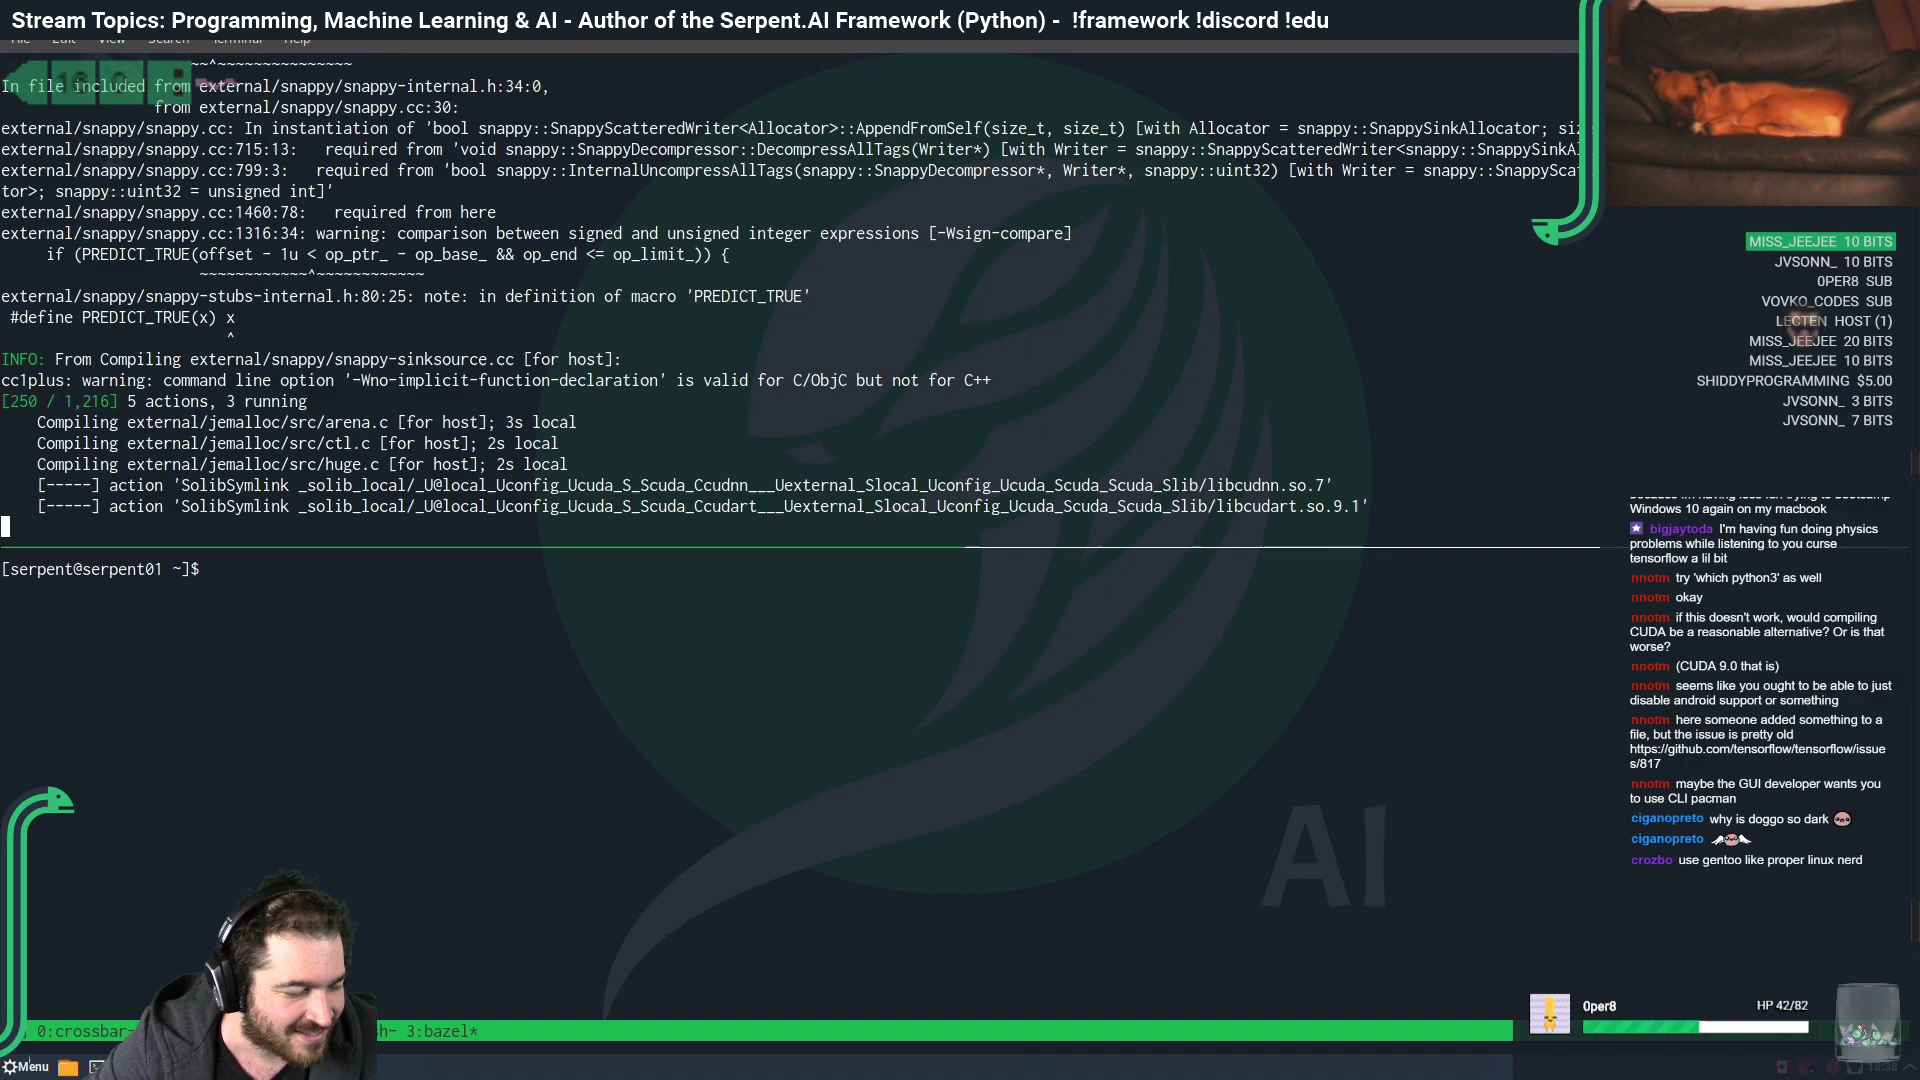 Stream Topics: Programming, Machine Learning & AI - Author of the Serpent.AI Framework (Python) -  !framework !discord !edu
File Edit View Search Terminal Help
~~^~~~~~~~~~~~~~~~
In file included from external/snappy/snappy-internal.h:34:0,
from external/snappy/snappy.cc:30:
external/snappy/snappy.cc: In instantiation of 'bool snappy::SnappyScatteredWriter<Allocator>::AppendFromSelf(size_t, size_t) [with Allocator = snappy::SnappySinkAllocator;
external/snappy/snappy.cc:715:13:   required from 'void snappy::SnappyDecompressor::DecompressAllTags(Writer*) [with Writer = snappy::SnappyScatteredWriter<snappy::
external/snappy/snappy.cc:799:3:   required from 'bool snappy::InternalUncompressAllTags(snappy::SnappyDecompressor*, Writer*, snappy::uint32) [with Writer =
tor>; snappy::uint32 = unsigned int]'
external/snappy/snappy.cc:1460:78:   required from here
external/snappy/snappy.cc:1316:34: warning: comparison between signed and unsigned integer expressions [-Wsign-compare]
if (PREDICT_TRUE(offset - 1u < op_ptr_ - op_base_ && op_end <= op_limit_)) {
~~~~~~~~~~~~^~~~~~~~~~~~~
external/snappy/snappy-stubs-internal.h:80:25: note: in definition of macro 'PREDICT_TRUE'
#define PREDICT_TRUE(x) x
^
INFO: From Compiling external/snappy/snappy-sinksource.cc [for host]:
cc1plus: warning: command line option '-Wno-implicit-function-declaration' is valid for C/ObjC but not for C++
[250 / 1,216] 5 actions, 3 running
Compiling external/jemalloc/src/arena.c [for host]; 3s local
Compiling external/jemalloc/src/ctl.c [for host]; 2s local
Compiling external/jemalloc/src/huge.c [for host]; 2s local
[-----] action 'SolibSymlink _solib_local/_U@local_Uconfig_Ucuda_S_Scuda_Ccudnn___Uexternal_Slocal_Uconfig_Ucuda_Scuda_Scuda_Slib/libcudnn.so.7'
[-----] action 'SolibSymlink _solib_local/_U@local_Uconfig_Ucuda_S_Scuda_Ccudart___Uexternal_Slocal_Uconfig_Ucuda_Scuda_Scuda_Slib/libcudart.so.9.1'
[serpent@serpent01 ~]$
AI
MISS_JEEJEE 10 BITS
JVSONN_ 10 BITS
0PER8 SUB
VOVKO_CODES SUB
LECTEN HOST (1)
MISS_JEEJEE 20 BITS
MISS_JEEJEE 10 BITS
SHIDDYPROGRAMMING $5.00
JVSONN_ 3 BITS
JVSONN_ 7 BITS
Windows 10 again on my macbook
bigjaytoda I'm having fun doing physics
problems while listening to you curse
tensorflow a lil bit
nnotm try 'which python3' as well
nnotm okay
nnotm if this doesn't work, would compiling
CUDA be a reasonable alternative? Or is that
worse?
nnotm (CUDA 9.0 that is)
nnotm seems like you ought to be able to just
disable android support or something
nnotm here someone added something to a
file, but the issue is pretty old
https://github.com/tensorflow/tensorflow/issue
s/817
nnotm maybe the GUI developer wants you
to use CLI pacman
ciganopreto why is doggo so dark
ciganopreto
crozbo use gentoo like proper linux nerd
0per8 HP 42/82
0:crossbar- h- 3:bazel*
Menu
18:38